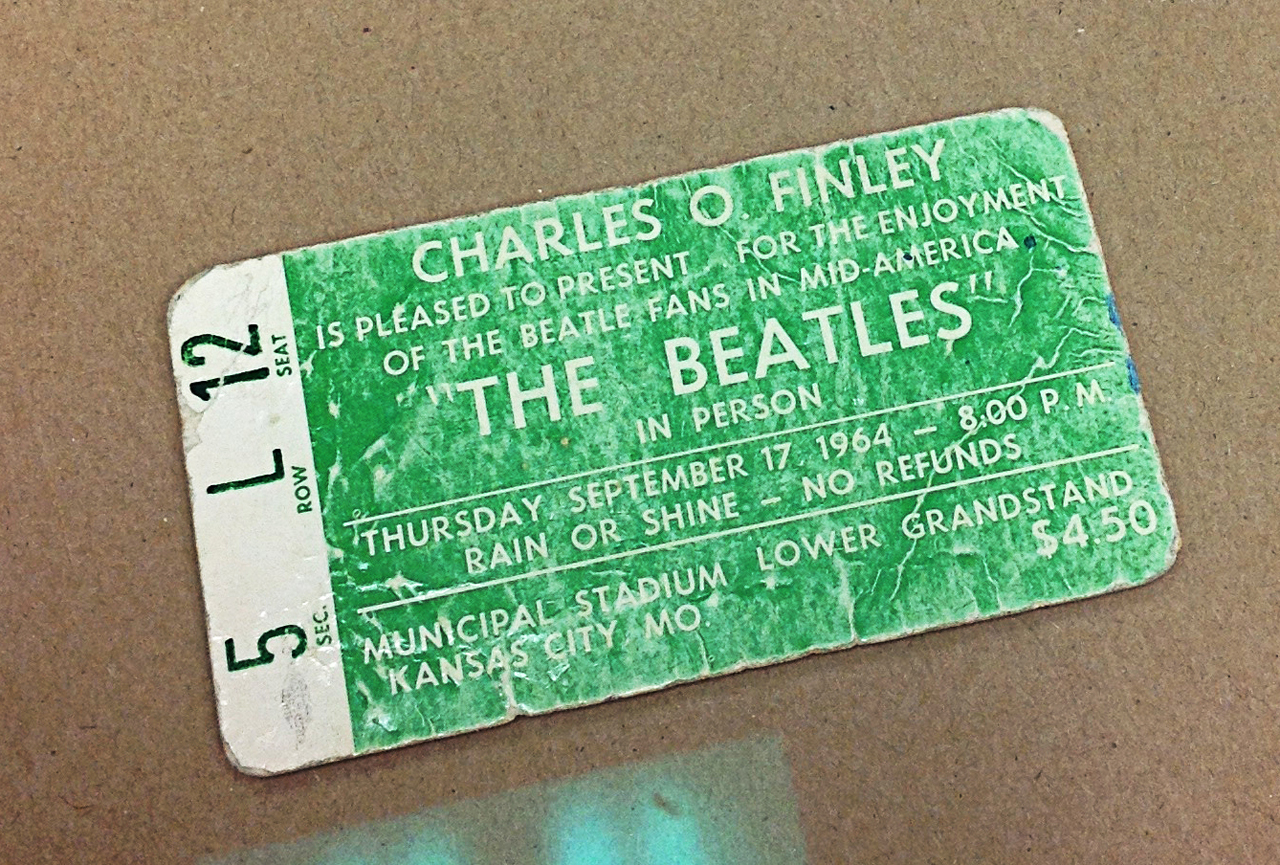 CHARLES O. FINLEY
IS PLEASED TO PRESENT FOR THE ENJOYMENT
OF THE BEATLE FANS IN MID-AMERICA
"THE BEATLES"
IN PERSON
THURSDAY SEPTEMBER 17, 1964 – 8:00 P. M.
RAIN OR SHINE – NO REFUNDS
MUNICIPAL STADIUM LOWER GRANDSTAND
KANSAS CITY, MO. $4.50
5 L 12
SEC. ROW SEAT